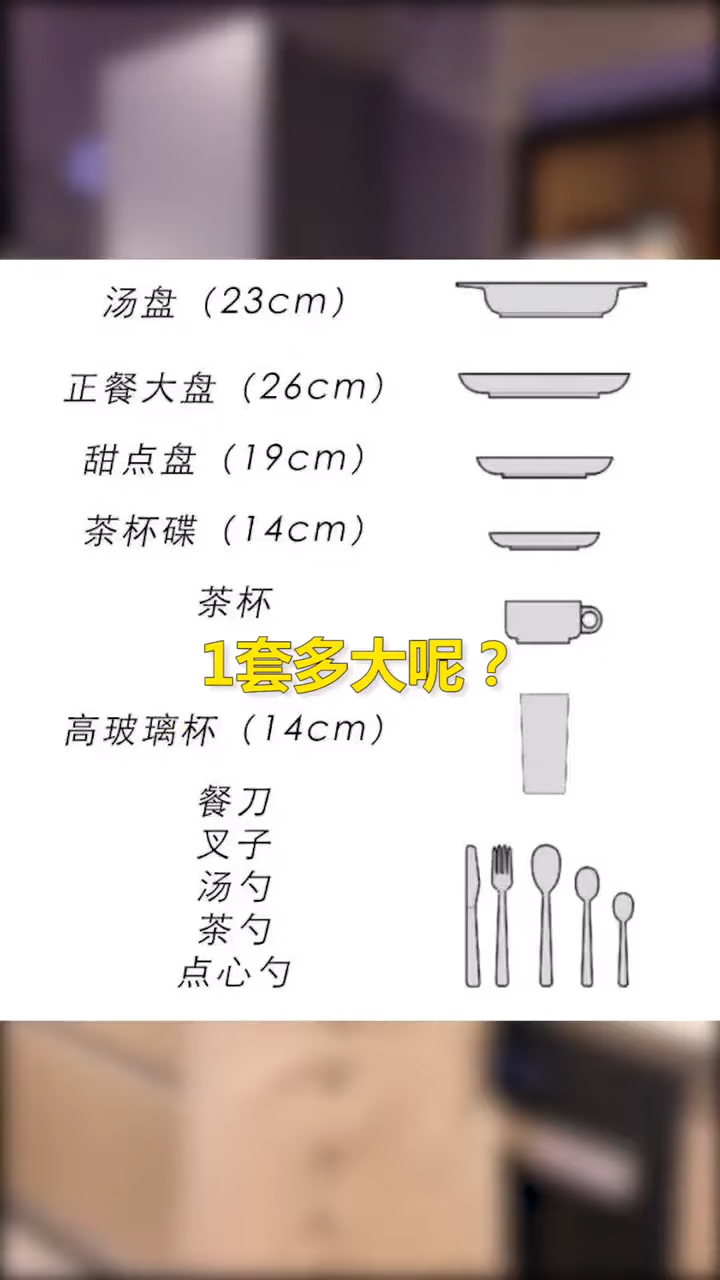 汤盘（23cm）
正餐大盘（26cm）
甜点盘（19cm）
茶杯碟（14cm）
茶杯
1套多大呢？
高玻璃杯（14cm）
餐刀
叉子
汤勺
茶勺
点心勺